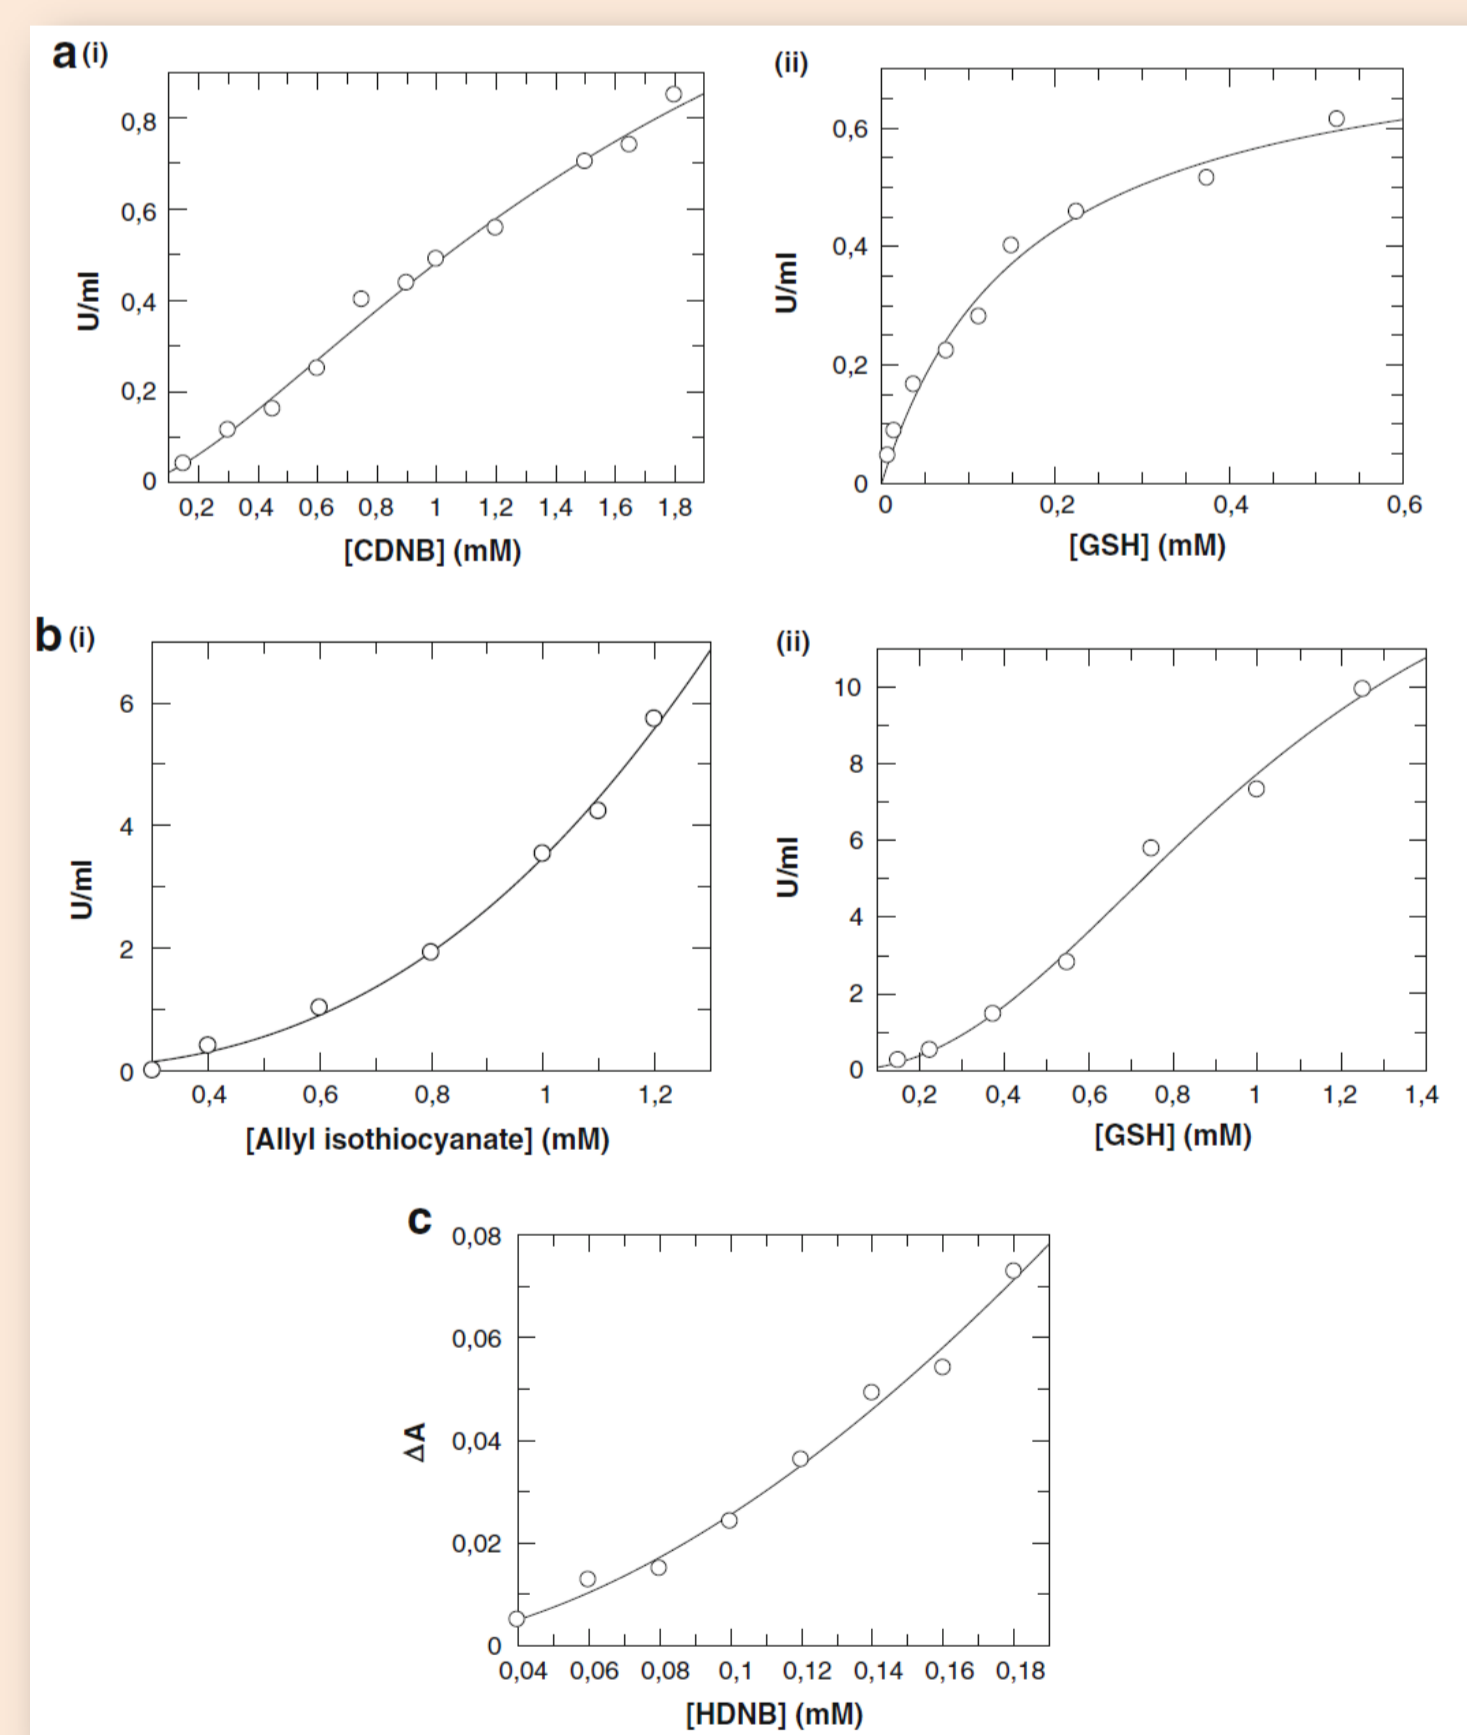 a (i)
0,8
0,6
0,4
0,2
0
U/ml
0,2 0,4 0,6 0,8 1 1,2 1,4 1,6 1,8
[CDNB] (mM)
(ii)
0,6
0,4
0,2
0
U/ml
0 0,2 0,4 0,6
[GSH] (mM)
b (i)
6
4
2
0
U/ml
0,4 0,6 0,8 1 1,2
[Allyl isothiocyanate] (mM)
(ii)
10
8
6
4
2
0
U/ml
0,2 0,4 0,6 0,8 1 1,2 1,4
[GSH] (mM)
c
0,08
0,06
0,04
0,02
0
ΔA
0,04 0,06 0,08 0,1 0,12 0,14 0,16 0,18
[HDNB] (mM)